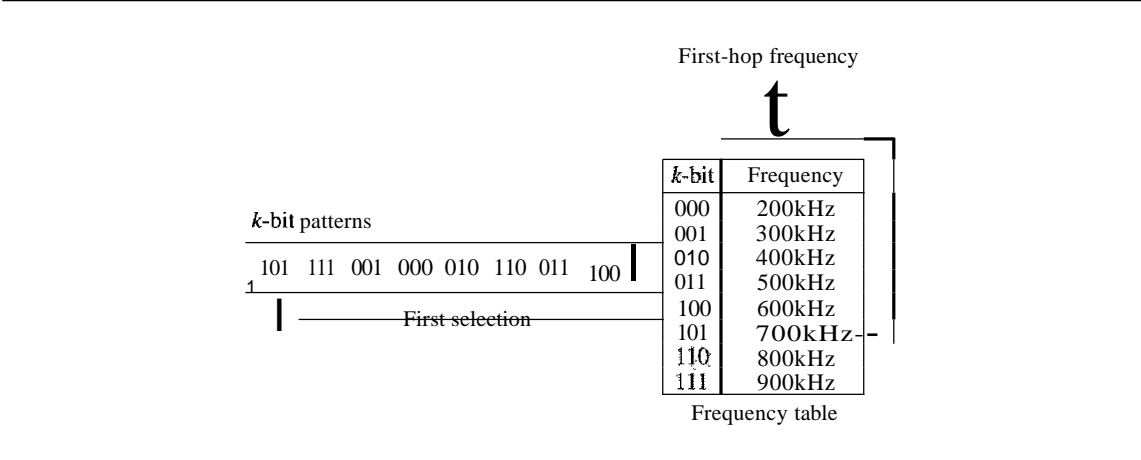 First-hop frequency
t
k-bit Frequency
000 200kHz
001 300kHz
010 400kHz
011 500kHz
100 600kHz
101 700kHz--
110 800kHz
111 900kHz
Frequency table
k-bit patterns
101 111 001 000 010 110 011 100
1
First selection